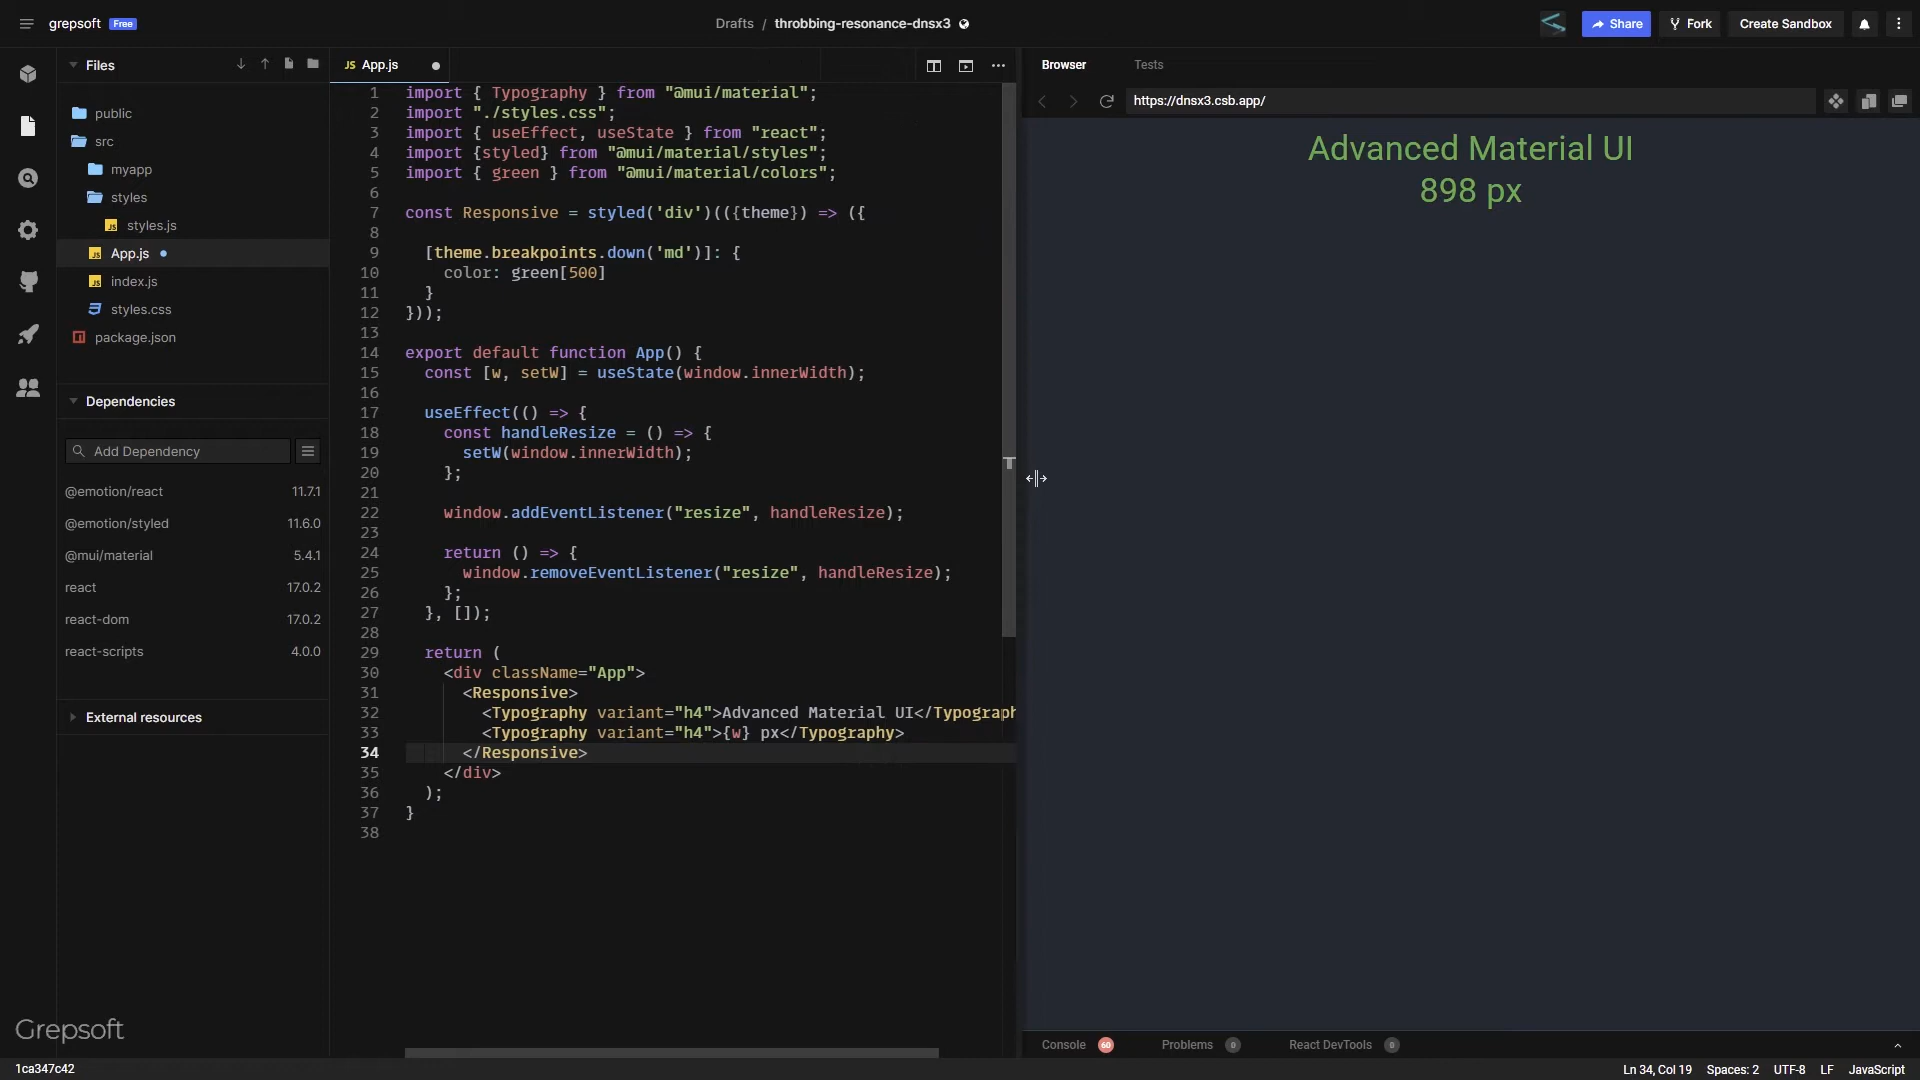 grepsoft Free
Drafts / throbbing-resonance-dnsx3
Share
Fork
Create Sandbox
Files
public
src
myapp
styles
styles.js
App.js
index.js
styles.css
package.json
Dependencies
Add Dependency
@emotion/react 11.7.1
@emotion/styled 11.6.0
@mui/material 5.4.1
react 17.0.2
react-dom 17.0.2
react-scripts 4.0.0
External resources
Grepsoft
JS App.js
1 import { Typography } from "@mui/material";
2 import "./styles.css";
3 import { useEffect, useState } from "react";
4 import {styled} from "@mui/material/styles";
5 import { green } from "@mui/material/colors";
6
7 const Responsive = styled('div')(({theme}) => ({
8
9 [theme.breakpoints.down('md')]: {
10 color: green[500]
11 }
12 }));
13
14 export default function App() {
15 const [w, setW] = useState(window.innerWidth);
16
17 useEffect(() => {
18 const handleResize = () => {
19 setW(window.innerWidth);
20 };
21
22 window.addEventListener("resize", handleResize);
23
24 return () => {
25 window.removeEventListener("resize", handleResize);
26 };
27 }, []);
28
29 return (
30 <div className="App">
31 <Responsive>
32 <Typography variant="h4">Advanced Material UI</Typograph
33 <Typography variant="h4">{w} px</Typography>
34 </Responsive>
35 </div>
36 );
37 }
38
Browser Tests
https://dnsx3.csb.app/
Advanced Material UI
898 px
Console 60 Problems 0 React DevTools 0
1ca347c42
Ln 34, Col 19 Spaces: 2 UTF-8 LF JavaScript